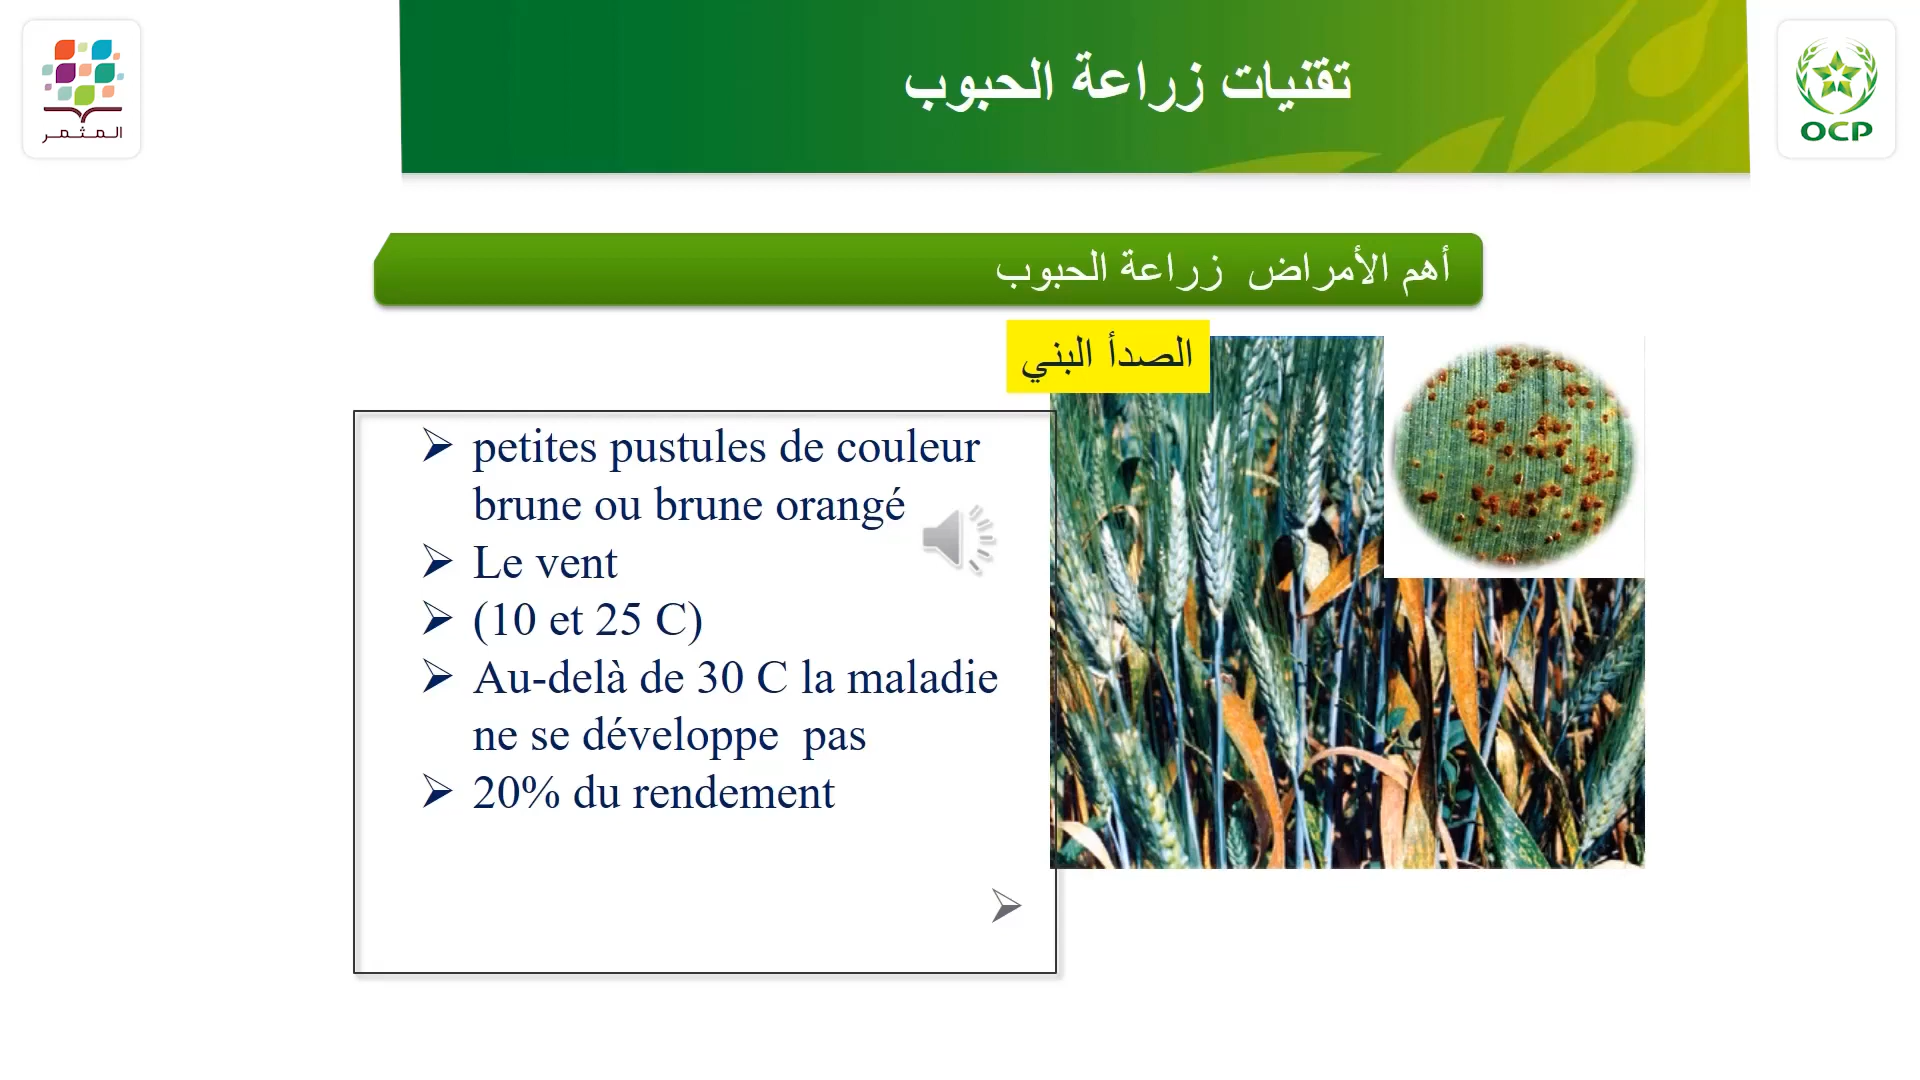 المثمر
تقنيات زراعة الحبوب
OCP
أهم الأمراض زراعة الحبوب
الصدأ البني
➢ petites pustules de couleur
brune ou brune orangé
➢ Le vent
➢ (10 et 25 C)
➢ Au-delà de 30 C la maladie
ne se développe pas
➢ 20% du rendement
➢